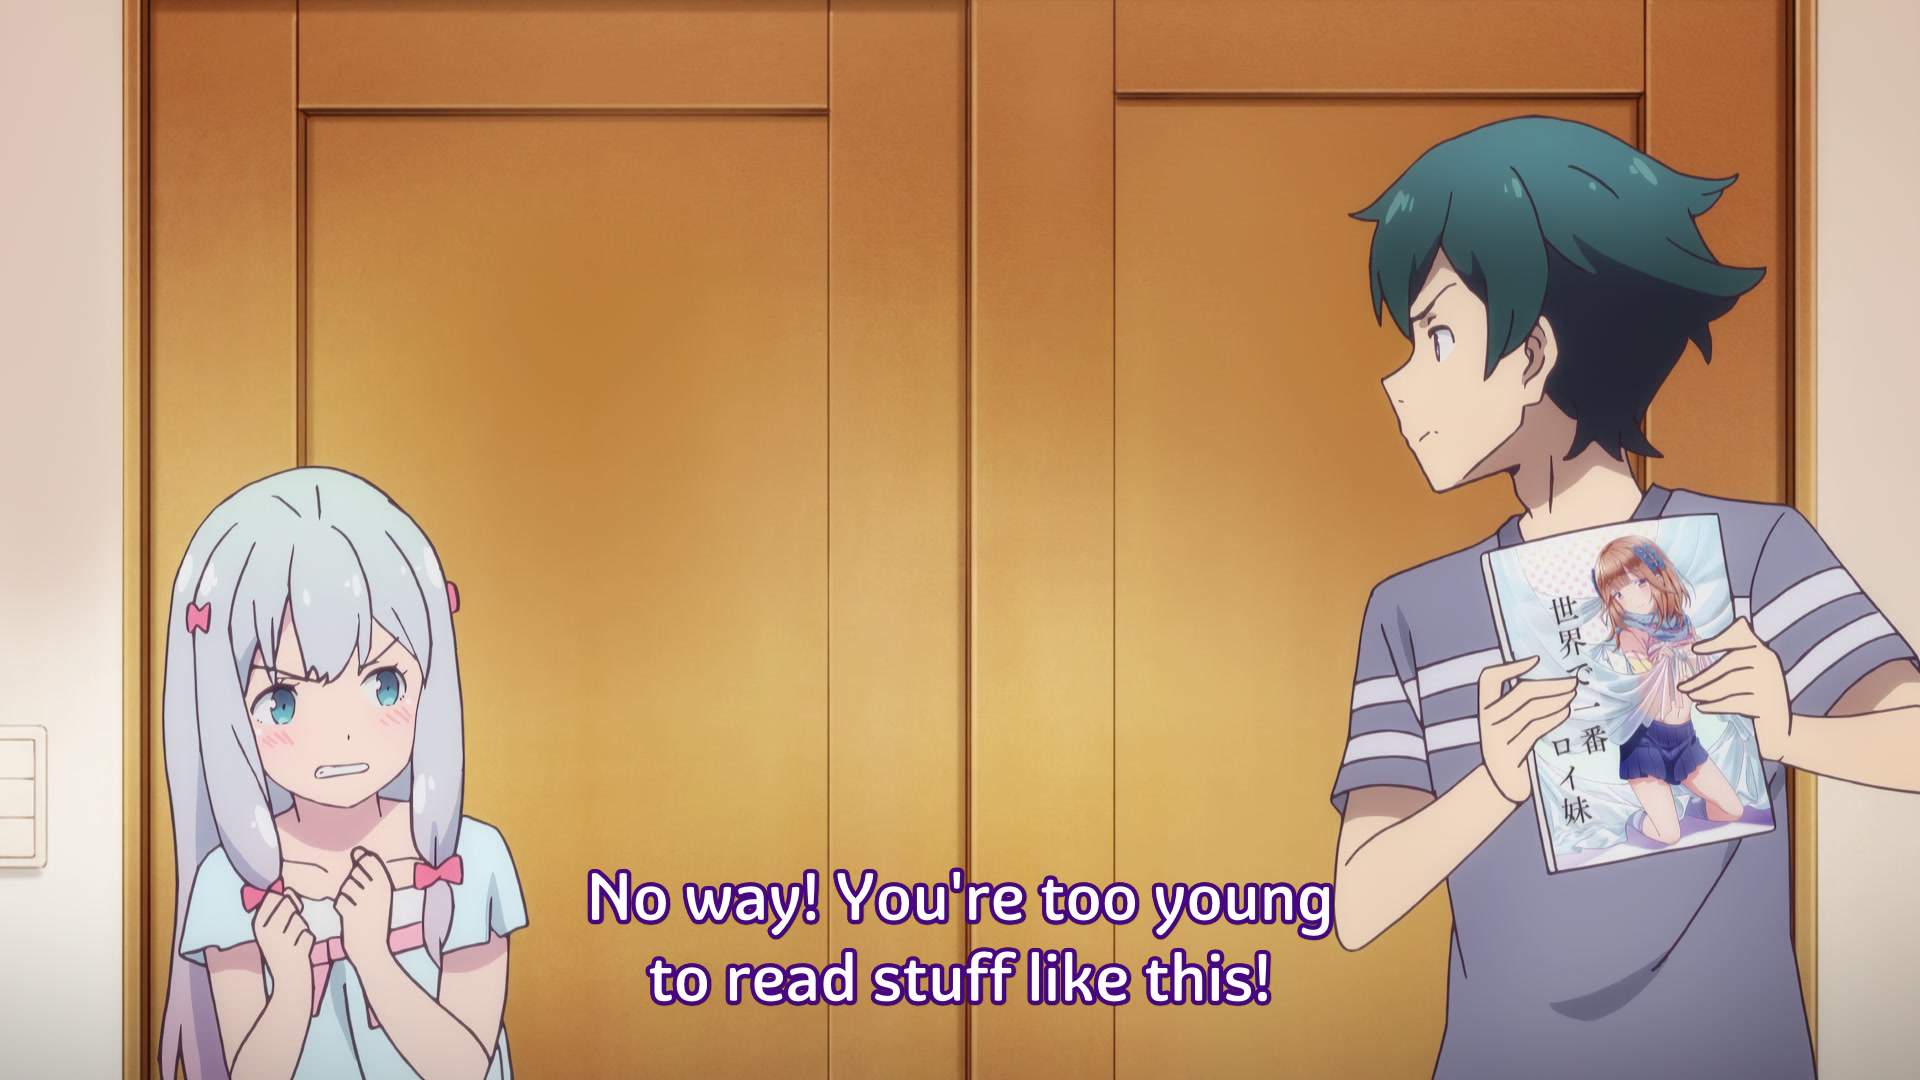 世界で一番
ロイ妹
No way! You're too young
to read stuff like this!